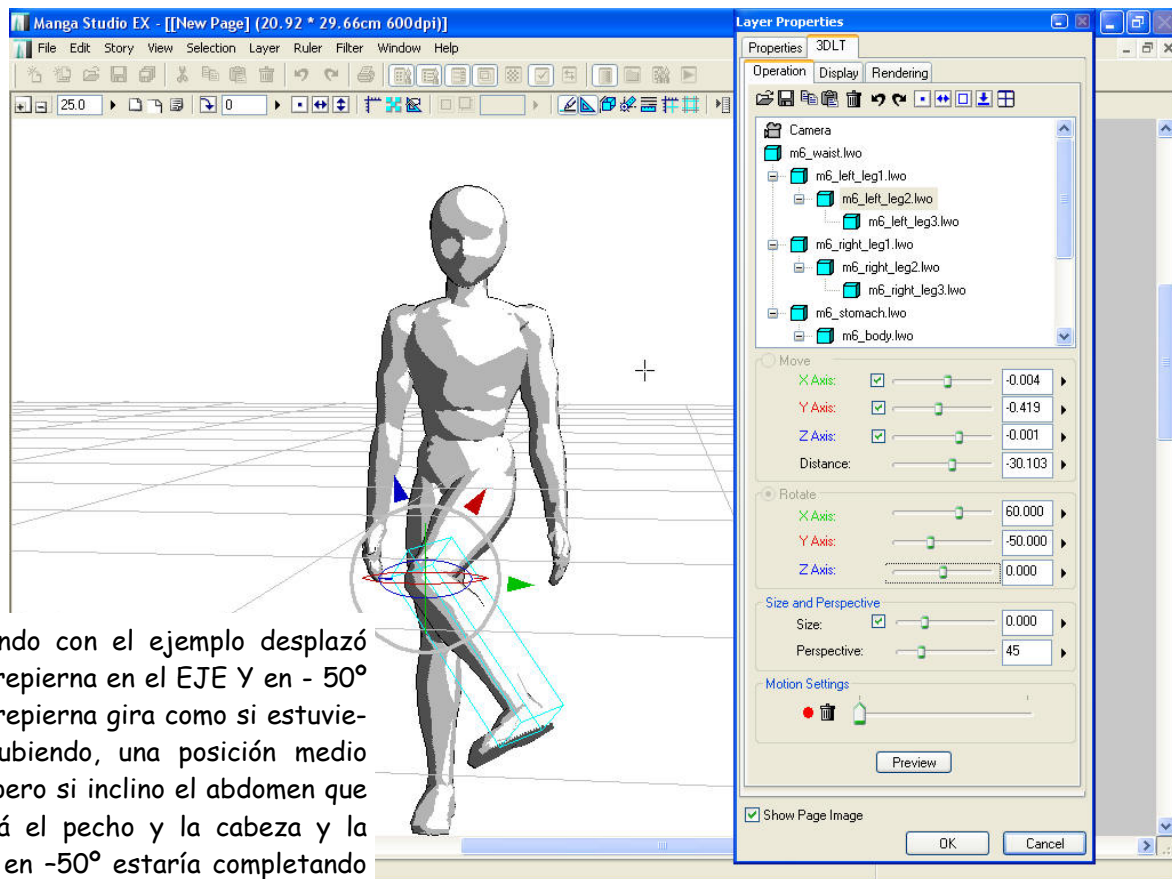 Manga Studio EX - [[New Page] (20.92 * 29.66cm 600dpi)]
File Edit Story View Selection Layer Ruler Filter Window Help
25.0
0
Layer Properties
Properties 3DLT
Operation Display Rendering
Camera
m6_waist.lwo
m6_left_leg1.lwo
m6_left_leg2.lwo
m6_left_leg3.lwo
m6_right_leg1.lwo
m6_right_leg2.lwo
m6_right_leg3.lwo
m6_stomach.lwo
m6_body.lwo
Move
X Axis: -0.004
Y Axis: -0.419
Z Axis: -0.001
Distance: -30.103
Rotate
X Axis: 60.000
Y Axis: -50.000
Z Axis: 0.000
Size and Perspective
Size: 0.000
Perspective: 45
Motion Settings
Preview
Show Page Image
OK Cancel
ndo con el ejemplo desplazó
repierna en el EJE Y en - 50º
repierna gira como si estuvie-
ubiendo, una posición medio
pero si inclino el abdomen que
á el pecho y la cabeza y la
en –50º estaría completando